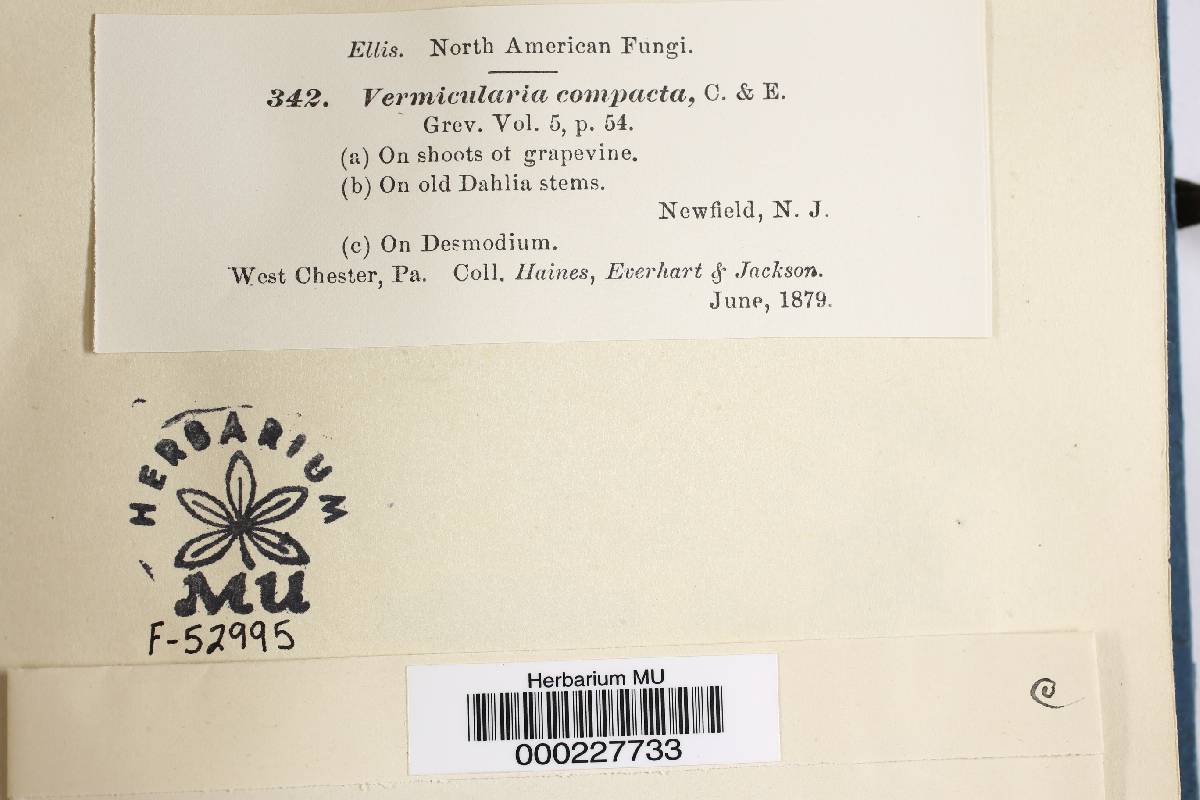 Ellis. North American Fungi.
342. Vermicularia compacta, C. & E.
Grev. Vol. 5, p. 54.
(a) On shoots of grapevine.
(b) On old Dahlia stems.
Newfield, N. J.
(c) On Desmodium.
West Chester, Pa. Coll. Haines, Everhart & Jackson.
June, 1879.
HERBARIUM
MU
F-52995
Herbarium MU
000227733
c